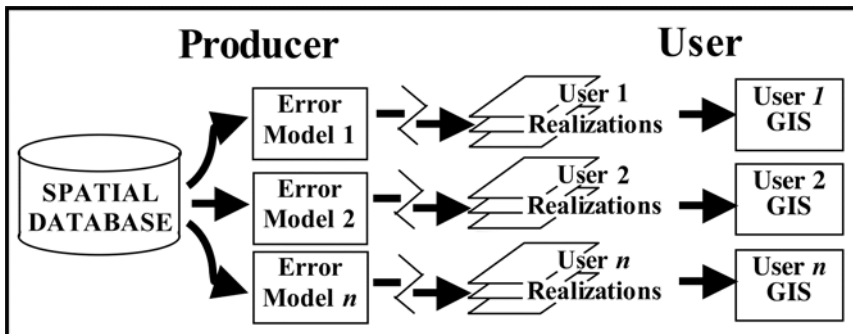 Producer User
Error Model 1
User 1 Realizations
User 1 GIS
SPATIAL DATABASE
Error Model 2
User 2 Realizations
User 2 GIS
Error Model n
User n Realizations
User n GIS